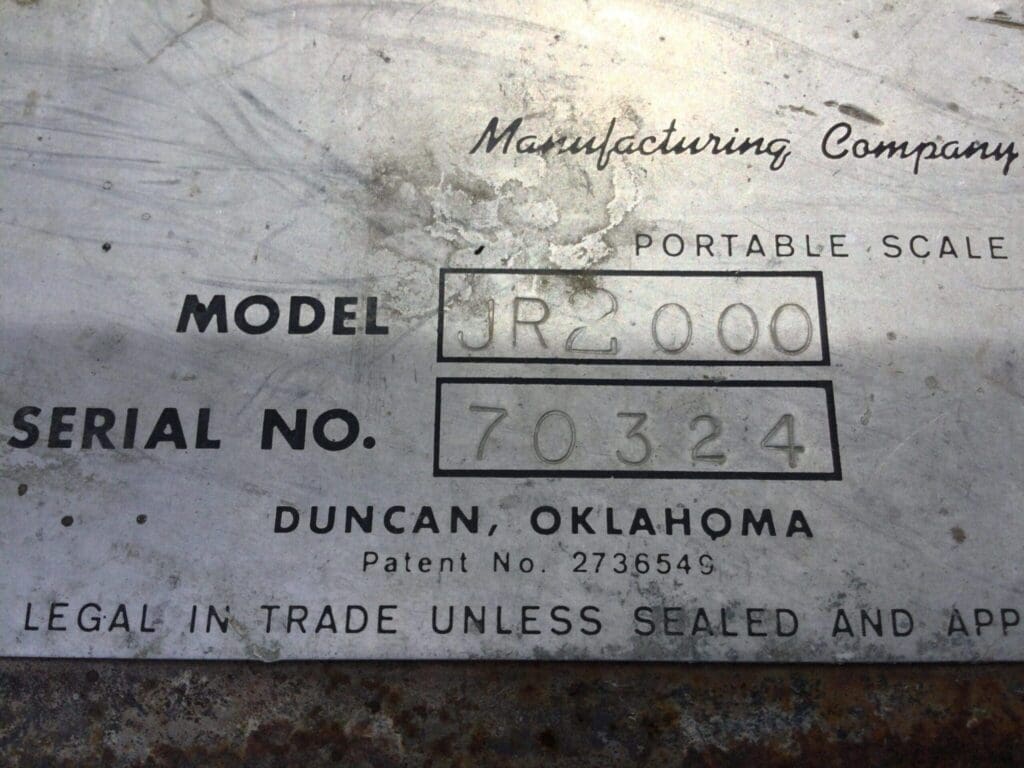 Manufacturing Company
PORTABLE SCALE
MODEL JR2000
SERIAL NO. 70324
DUNCAN, OKLAHOMA
Patent No. 2736549
LEGAL IN TRADE UNLESS SEALED AND APP